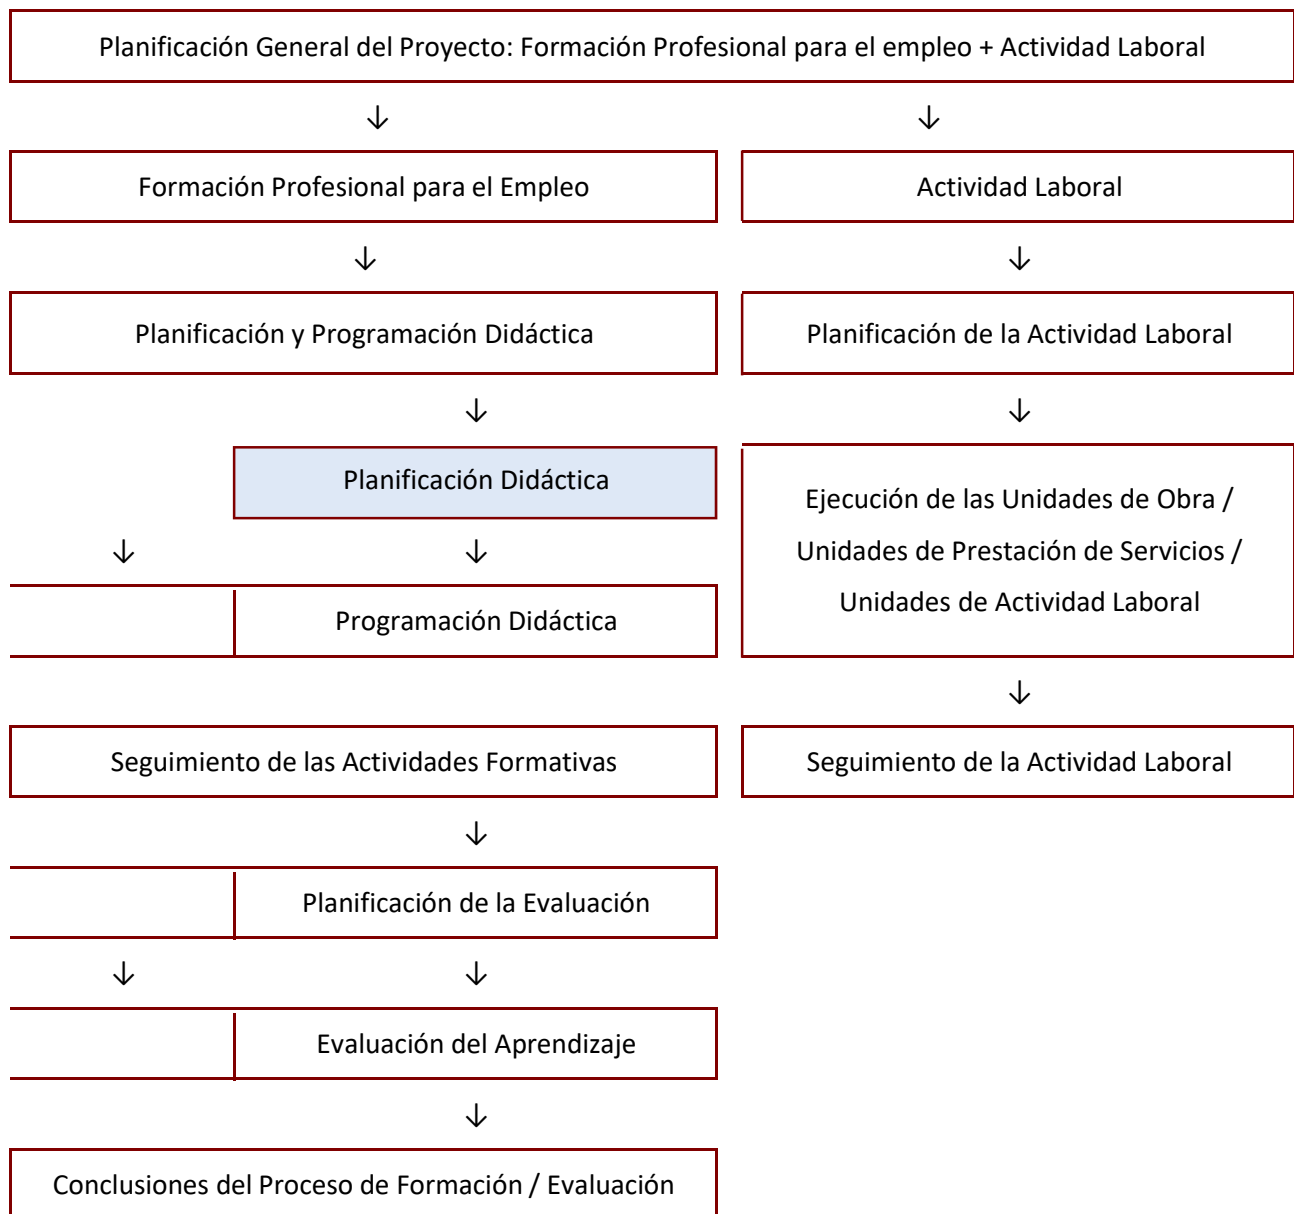 Planificación General del Proyecto: Formación Profesional para el empleo + Actividad Laboral
↓ ↓
Formación Profesional para el Empleo
Actividad Laboral
↓ ↓
Planificación y Programación Didáctica
Planificación de la Actividad Laboral
↓ ↓
Planificación Didáctica
Ejecución de las Unidades de Obra /
Unidades de Prestación de Servicios /
Unidades de Actividad Laboral
↓ ↓
Programación Didáctica
↓
Seguimiento de las Actividades Formativas
Seguimiento de la Actividad Laboral
↓
Planificación de la Evaluación
↓ ↓
Evaluación del Aprendizaje
↓
Conclusiones del Proceso de Formación / Evaluación